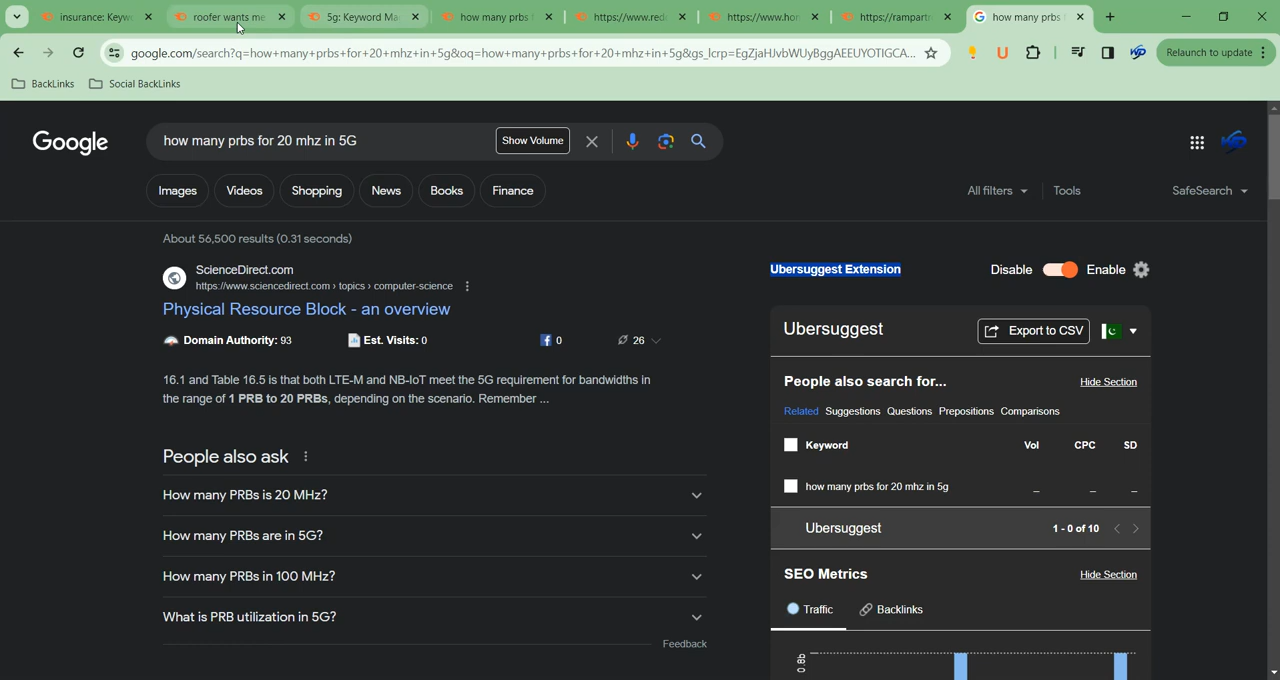 insurance: Keyw
roofer wants me
5g: Keyword Ma
how many prbs
https://www.red
https://www.hon
https://rampartr
how many prbs
google.com/search?q=how+many+prbs+for+20+mhz+in+5g&oq=how+many+prbs+for+20+mhz+in+5g&gs_lcrp=EgZjaHJvbWUyBggAEEUYOTIGCA...
Relaunch to update
BackLinks
Social BackLinks
Google
how many prbs for 20 mhz in 5G
Show Volume
Images
Videos
Shopping
News
Books
Finance
All filters
Tools
SafeSearch
About 56,500 results (0.31 seconds)
ScienceDirect.com
https://www.sciencedirect.com › topics › computer-science
Physical Resource Block - an overview
Domain Authority: 93
Est. Visits: 0
0
26
16.1 and Table 16.5 is that both LTE-M and NB-IoT meet the 5G requirement for bandwidths in
the range of 1 PRB to 20 PRBs, depending on the scenario. Remember ...
People also ask
How many PRBs is 20 MHz?
How many PRBs are in 5G?
How many PRBs in 100 MHz?
What is PRB utilization in 5G?
Feedback
Ubersuggest Extension
Disable
Enable
Ubersuggest
Export to CSV
People also search for...
Hide Section
Related Suggestions Questions Prepositions Comparisons
Keyword Vol CPC SD
how many prbs for 20 mhz in 5g _ _ _
Ubersuggest
1 - 0 of 10
SEO Metrics
Hide Section
Traffic
Backlinks
0.8b